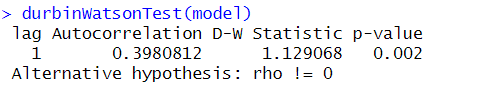 > durbinWatsonTest(model)
lag Autocorrelation D-W Statistic p-value
1 0.3980812 1.129068 0.002
Alternative hypothesis: rho != 0